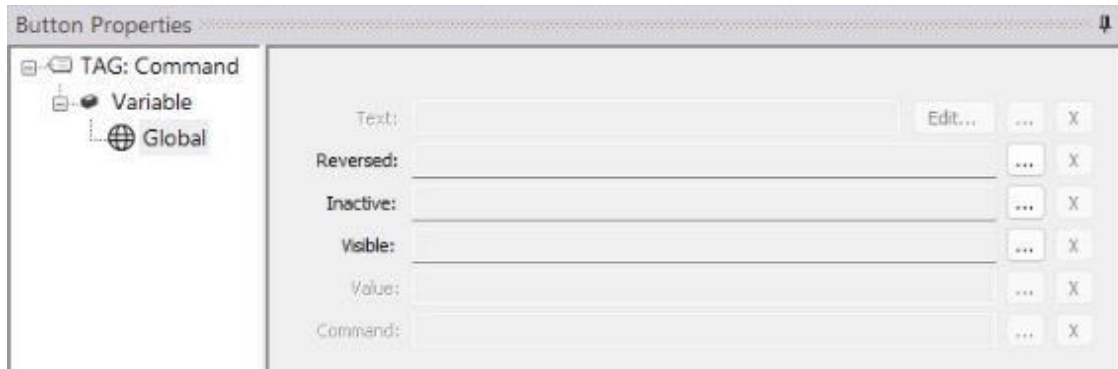 Button Properties
TAG: Command
Variable
Global
Text: Edit... ... X
Reversed: ... X
Inactive: ... X
Visible: ... X
Value: ... X
Command: ... X